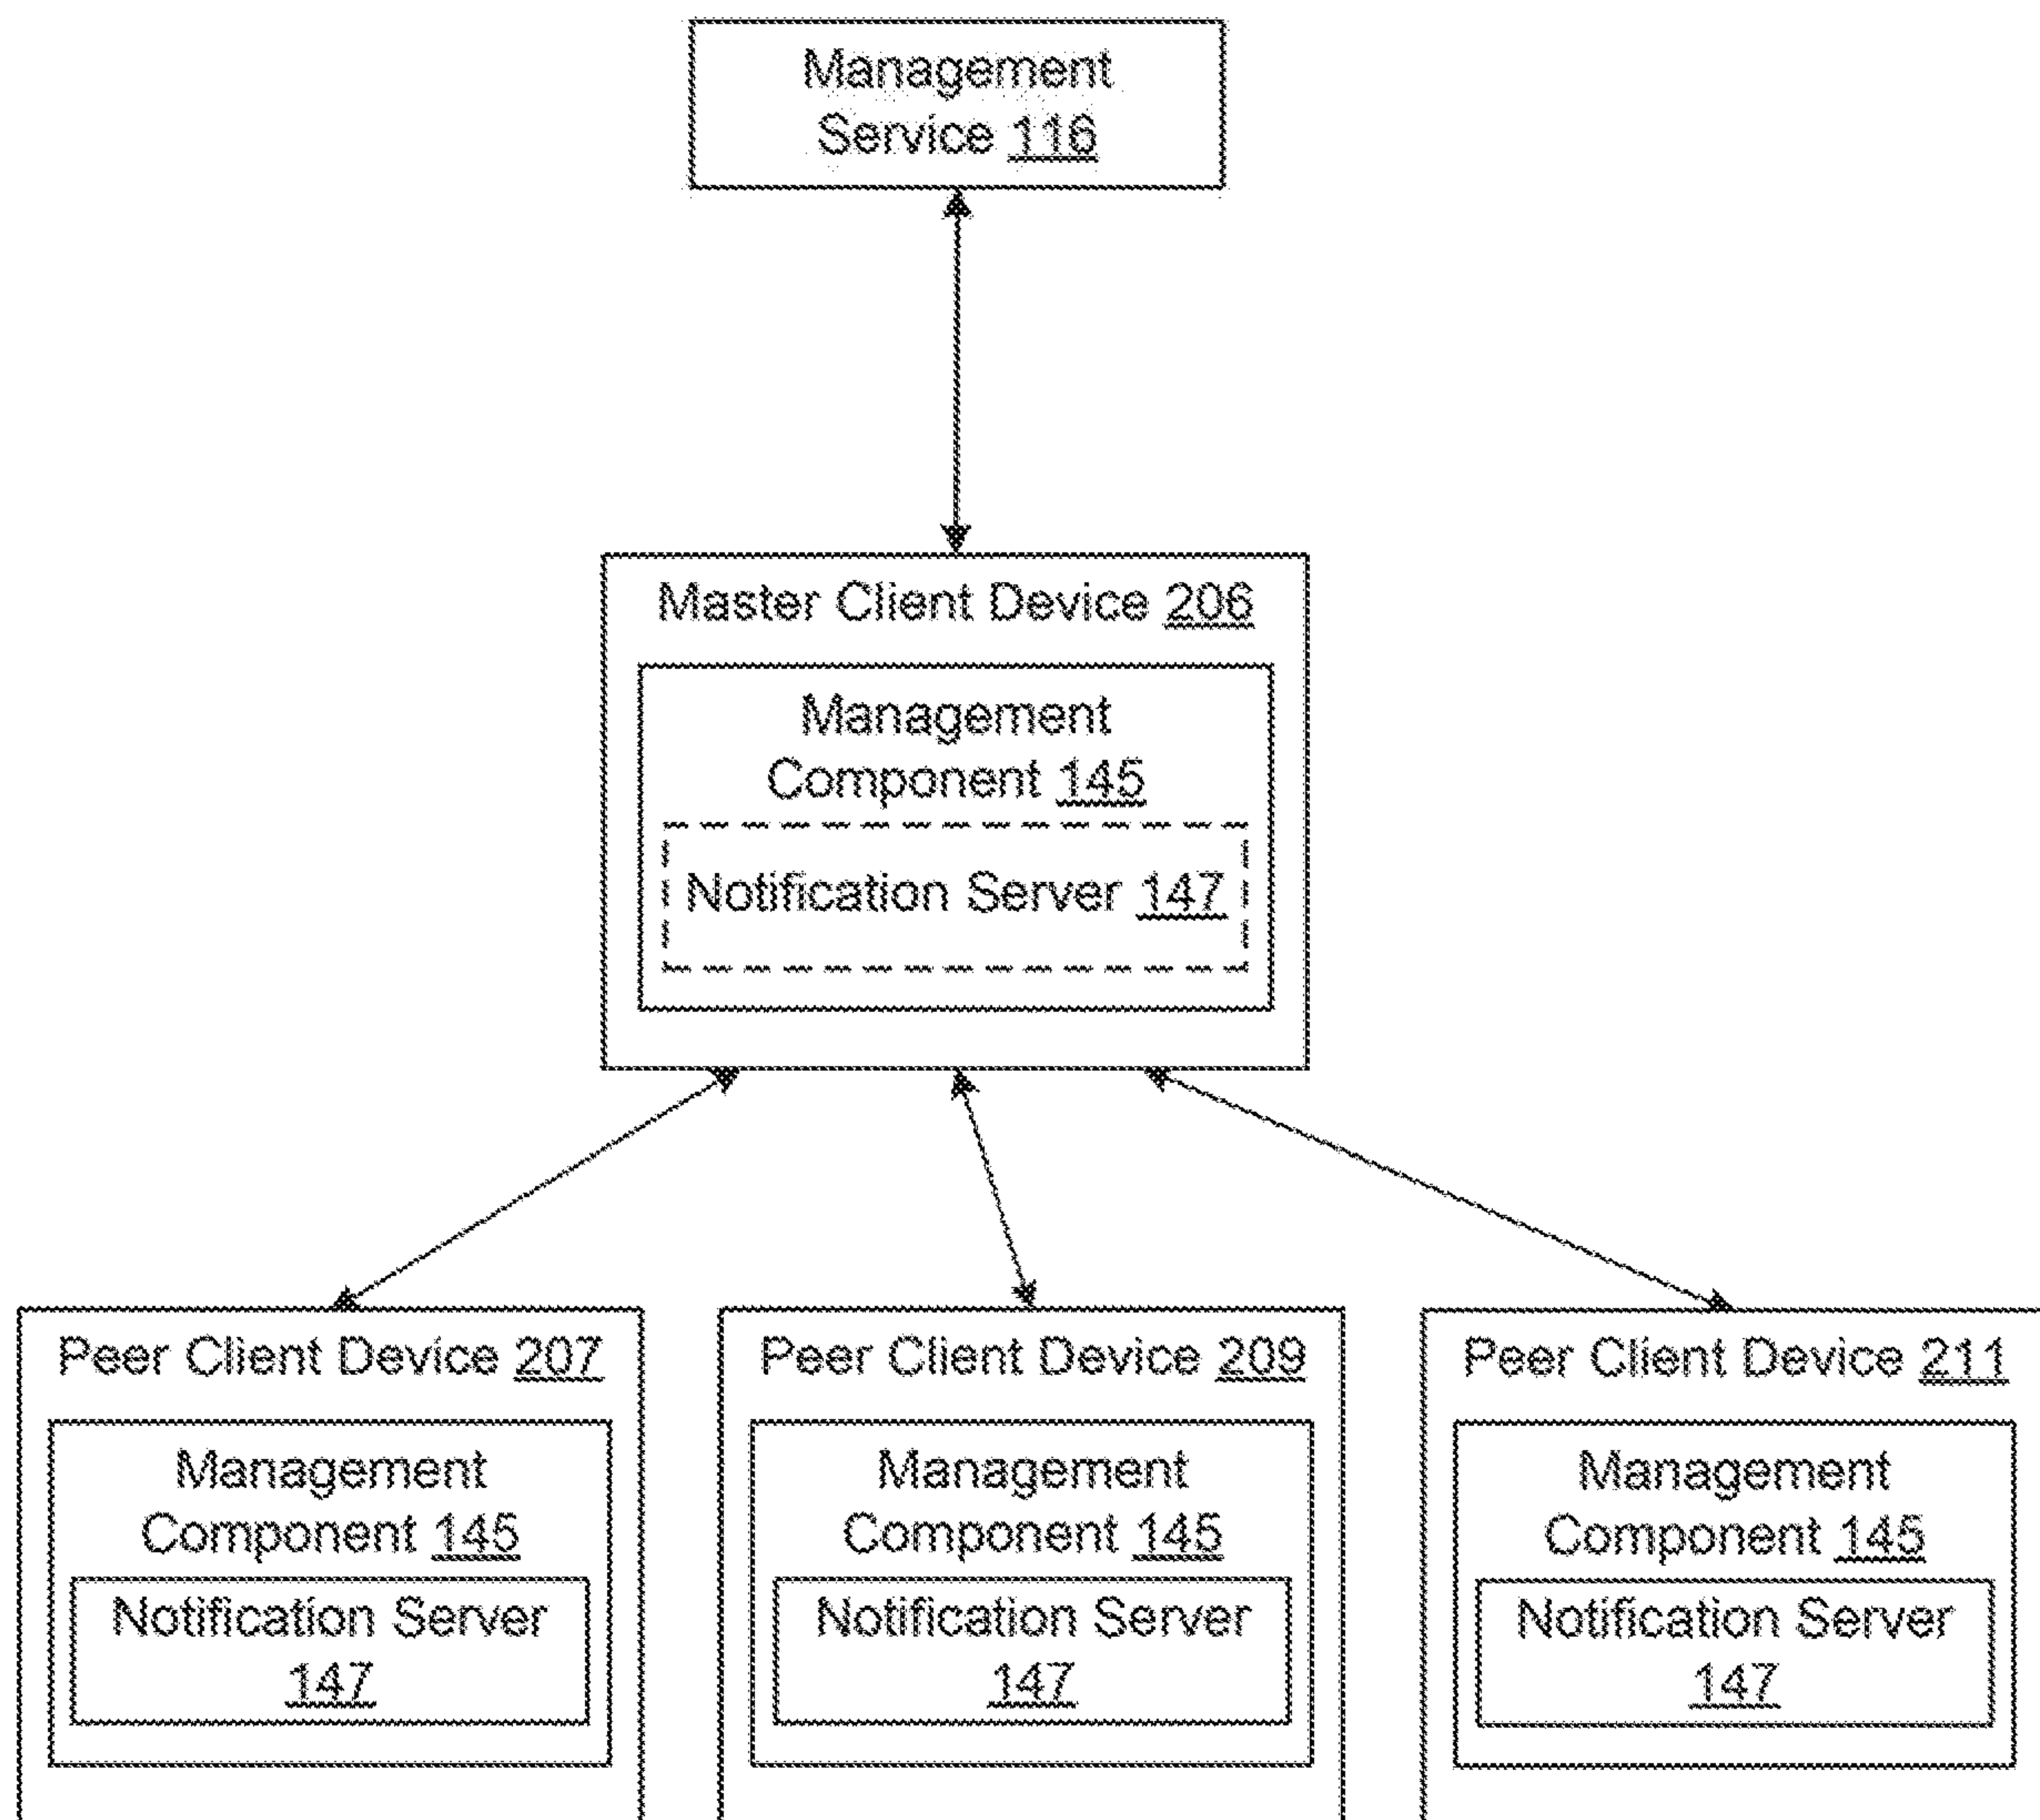 Management
Service 116
Master Client Device 206
Management
Component 145
Notification Server 147
Peer Client Device 207
Management
Component 145
Notification Server
147
Peer Client Device 209
Management
Component 145
Notification Server
147
Peer Client Device 211
Management
Component 145
Notification Server
147